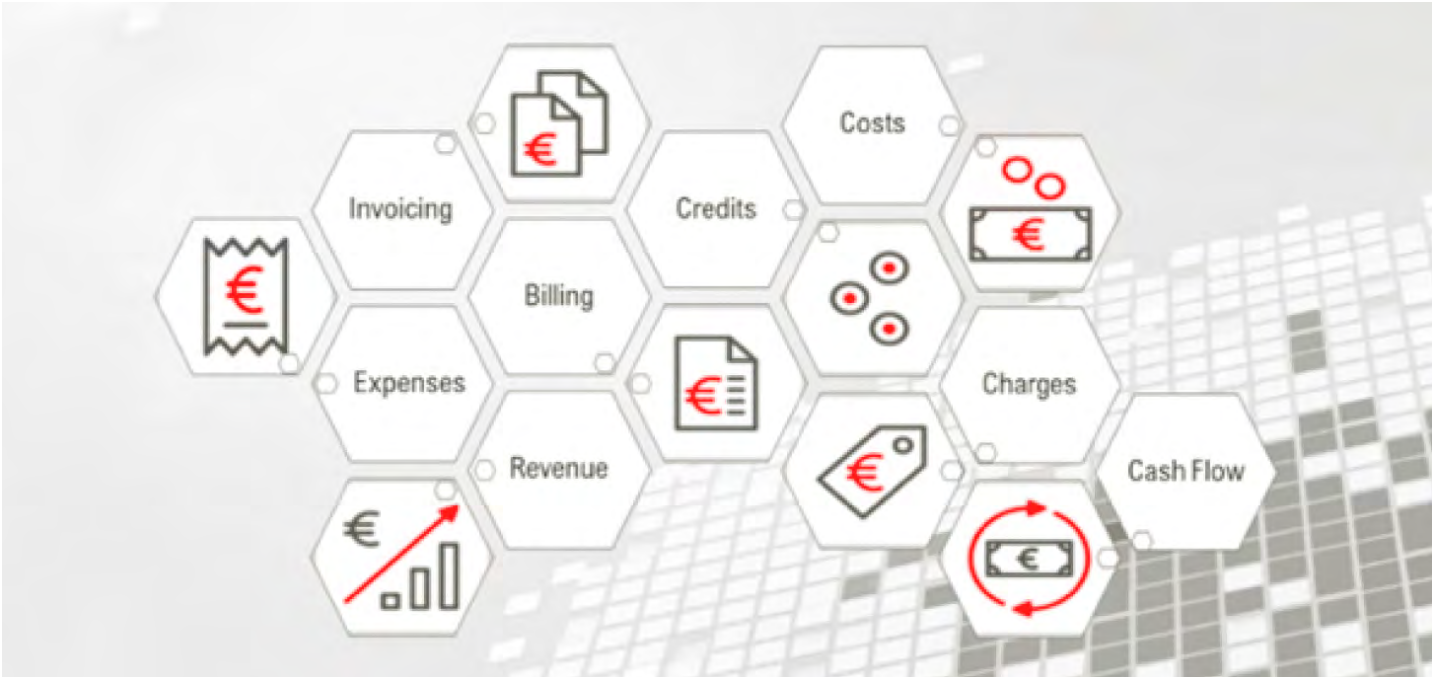 Costs
€
Invoicing
Credits
€
€
Billing
Expenses
€
Charges
Revenue
€
Cash Flow
€
€